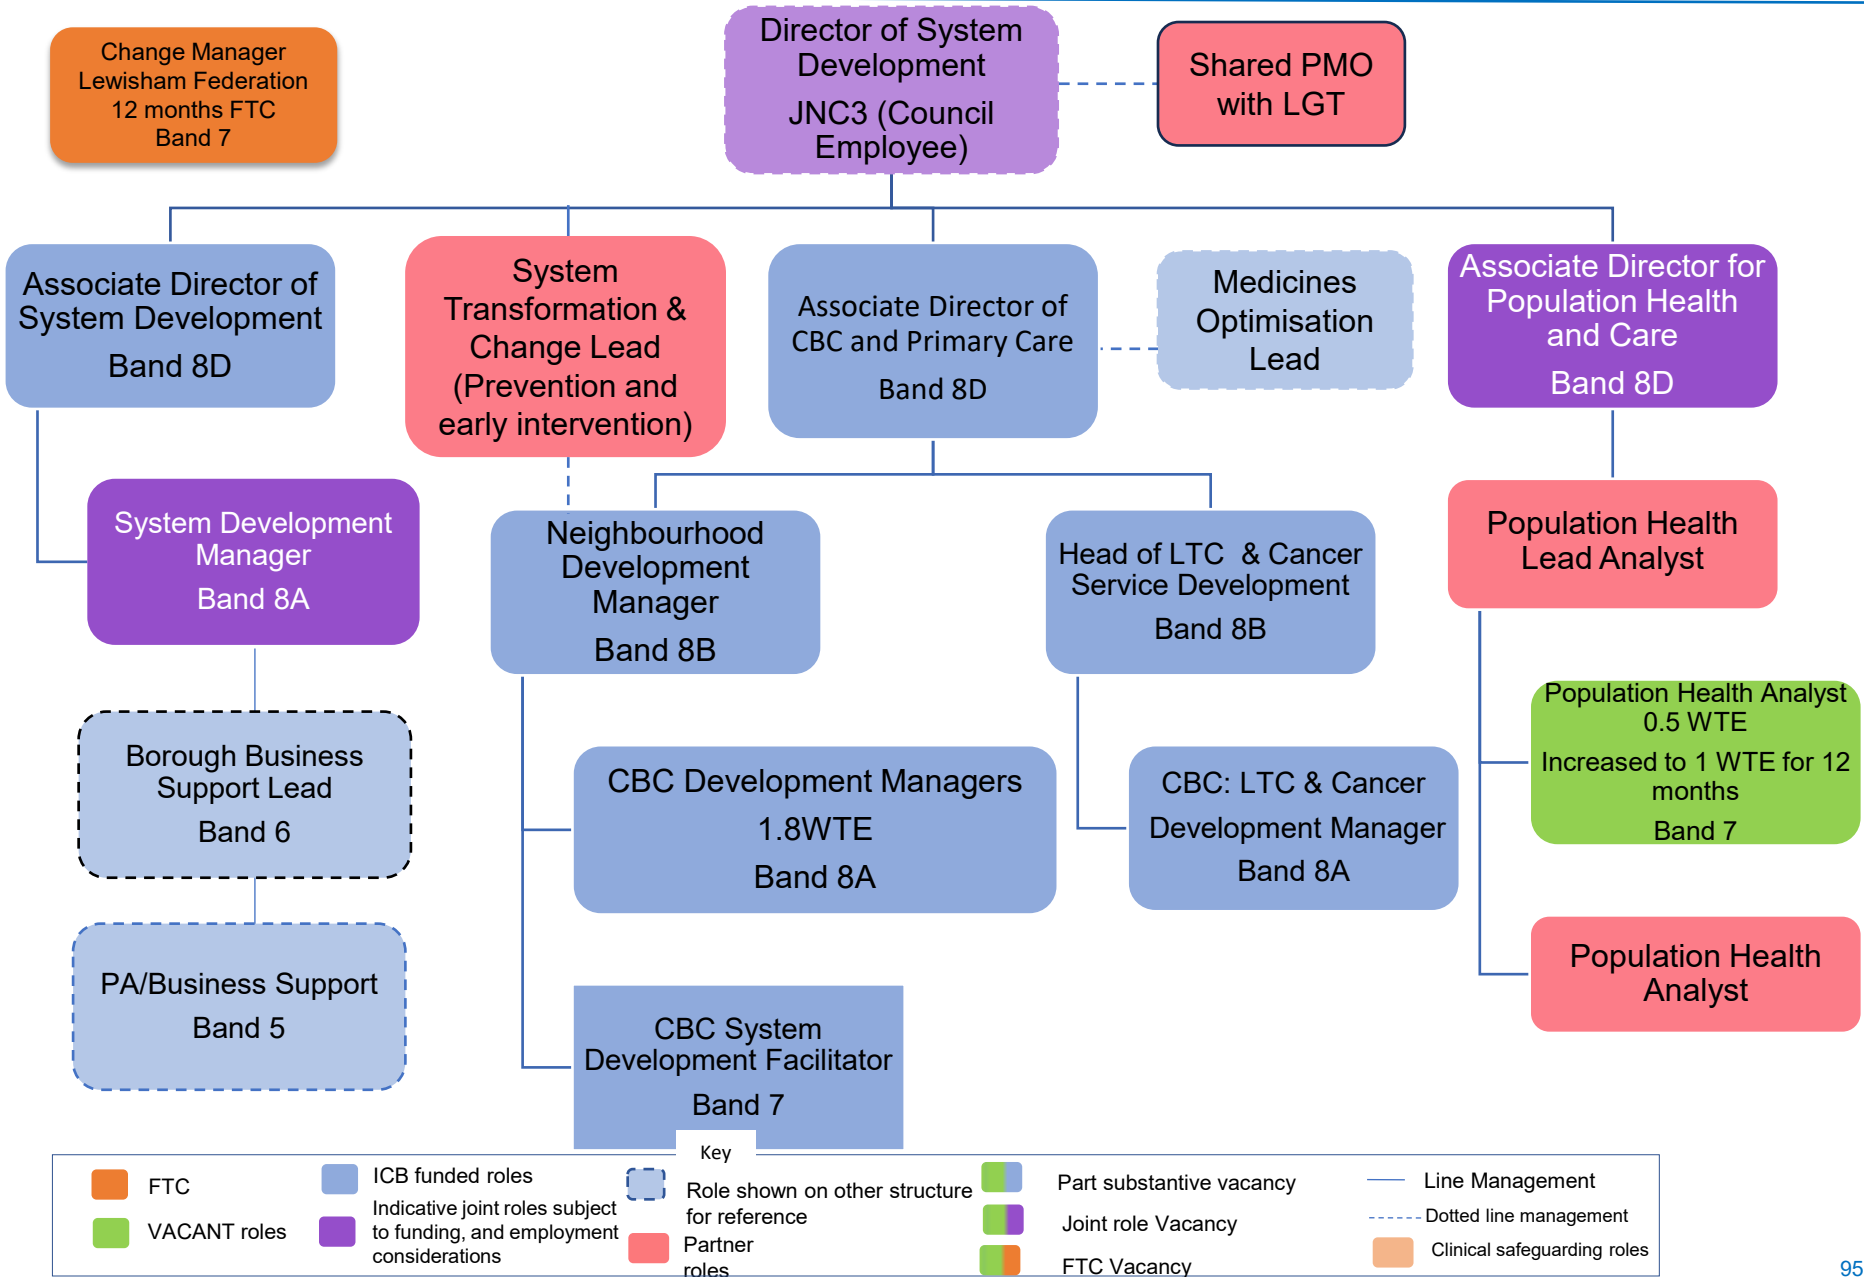 Change Manager
Lewisham Federation
12 months FTC
Band 7
Director of System
Development
JNC3 (Council
Employee)
Shared PMO
with LGT
Associate Director of
System Development
Band 8D
System
Transformation &
Change Lead
(Prevention and
early intervention)
Associate Director of
CBC and Primary Care
Band 8D
Medicines
Optimisation
Lead
Associate Director for
Population Health
and Care
Band 8D
System Development
Manager
Band 8A
Neighbourhood
Development
Manager
Band 8B
Head of LTC & Cancer
Service Development
Band 8B
Population Health
Lead Analyst
Borough Business
Support Lead
Band 6
CBC Development Managers
1.8WTE
Band 8A
CBC: LTC & Cancer
Development Manager
Band 8A
Population Health Analyst
0.5 WTE
Increased to 1 WTE for 12
months
Band 7
PA/Business Support
Band 5
CBC System
Development Facilitator
Band 7
Population Health
Analyst
Key
FTC
VACANT roles
ICB funded roles
Indicative joint roles subject
to funding, and employment
considerations
Role shown on other structure
for reference
Partner
roles
Part substantive vacancy
Joint role Vacancy
FTC Vacancy
Line Management
Dotted line management
Clinical safeguarding roles
95